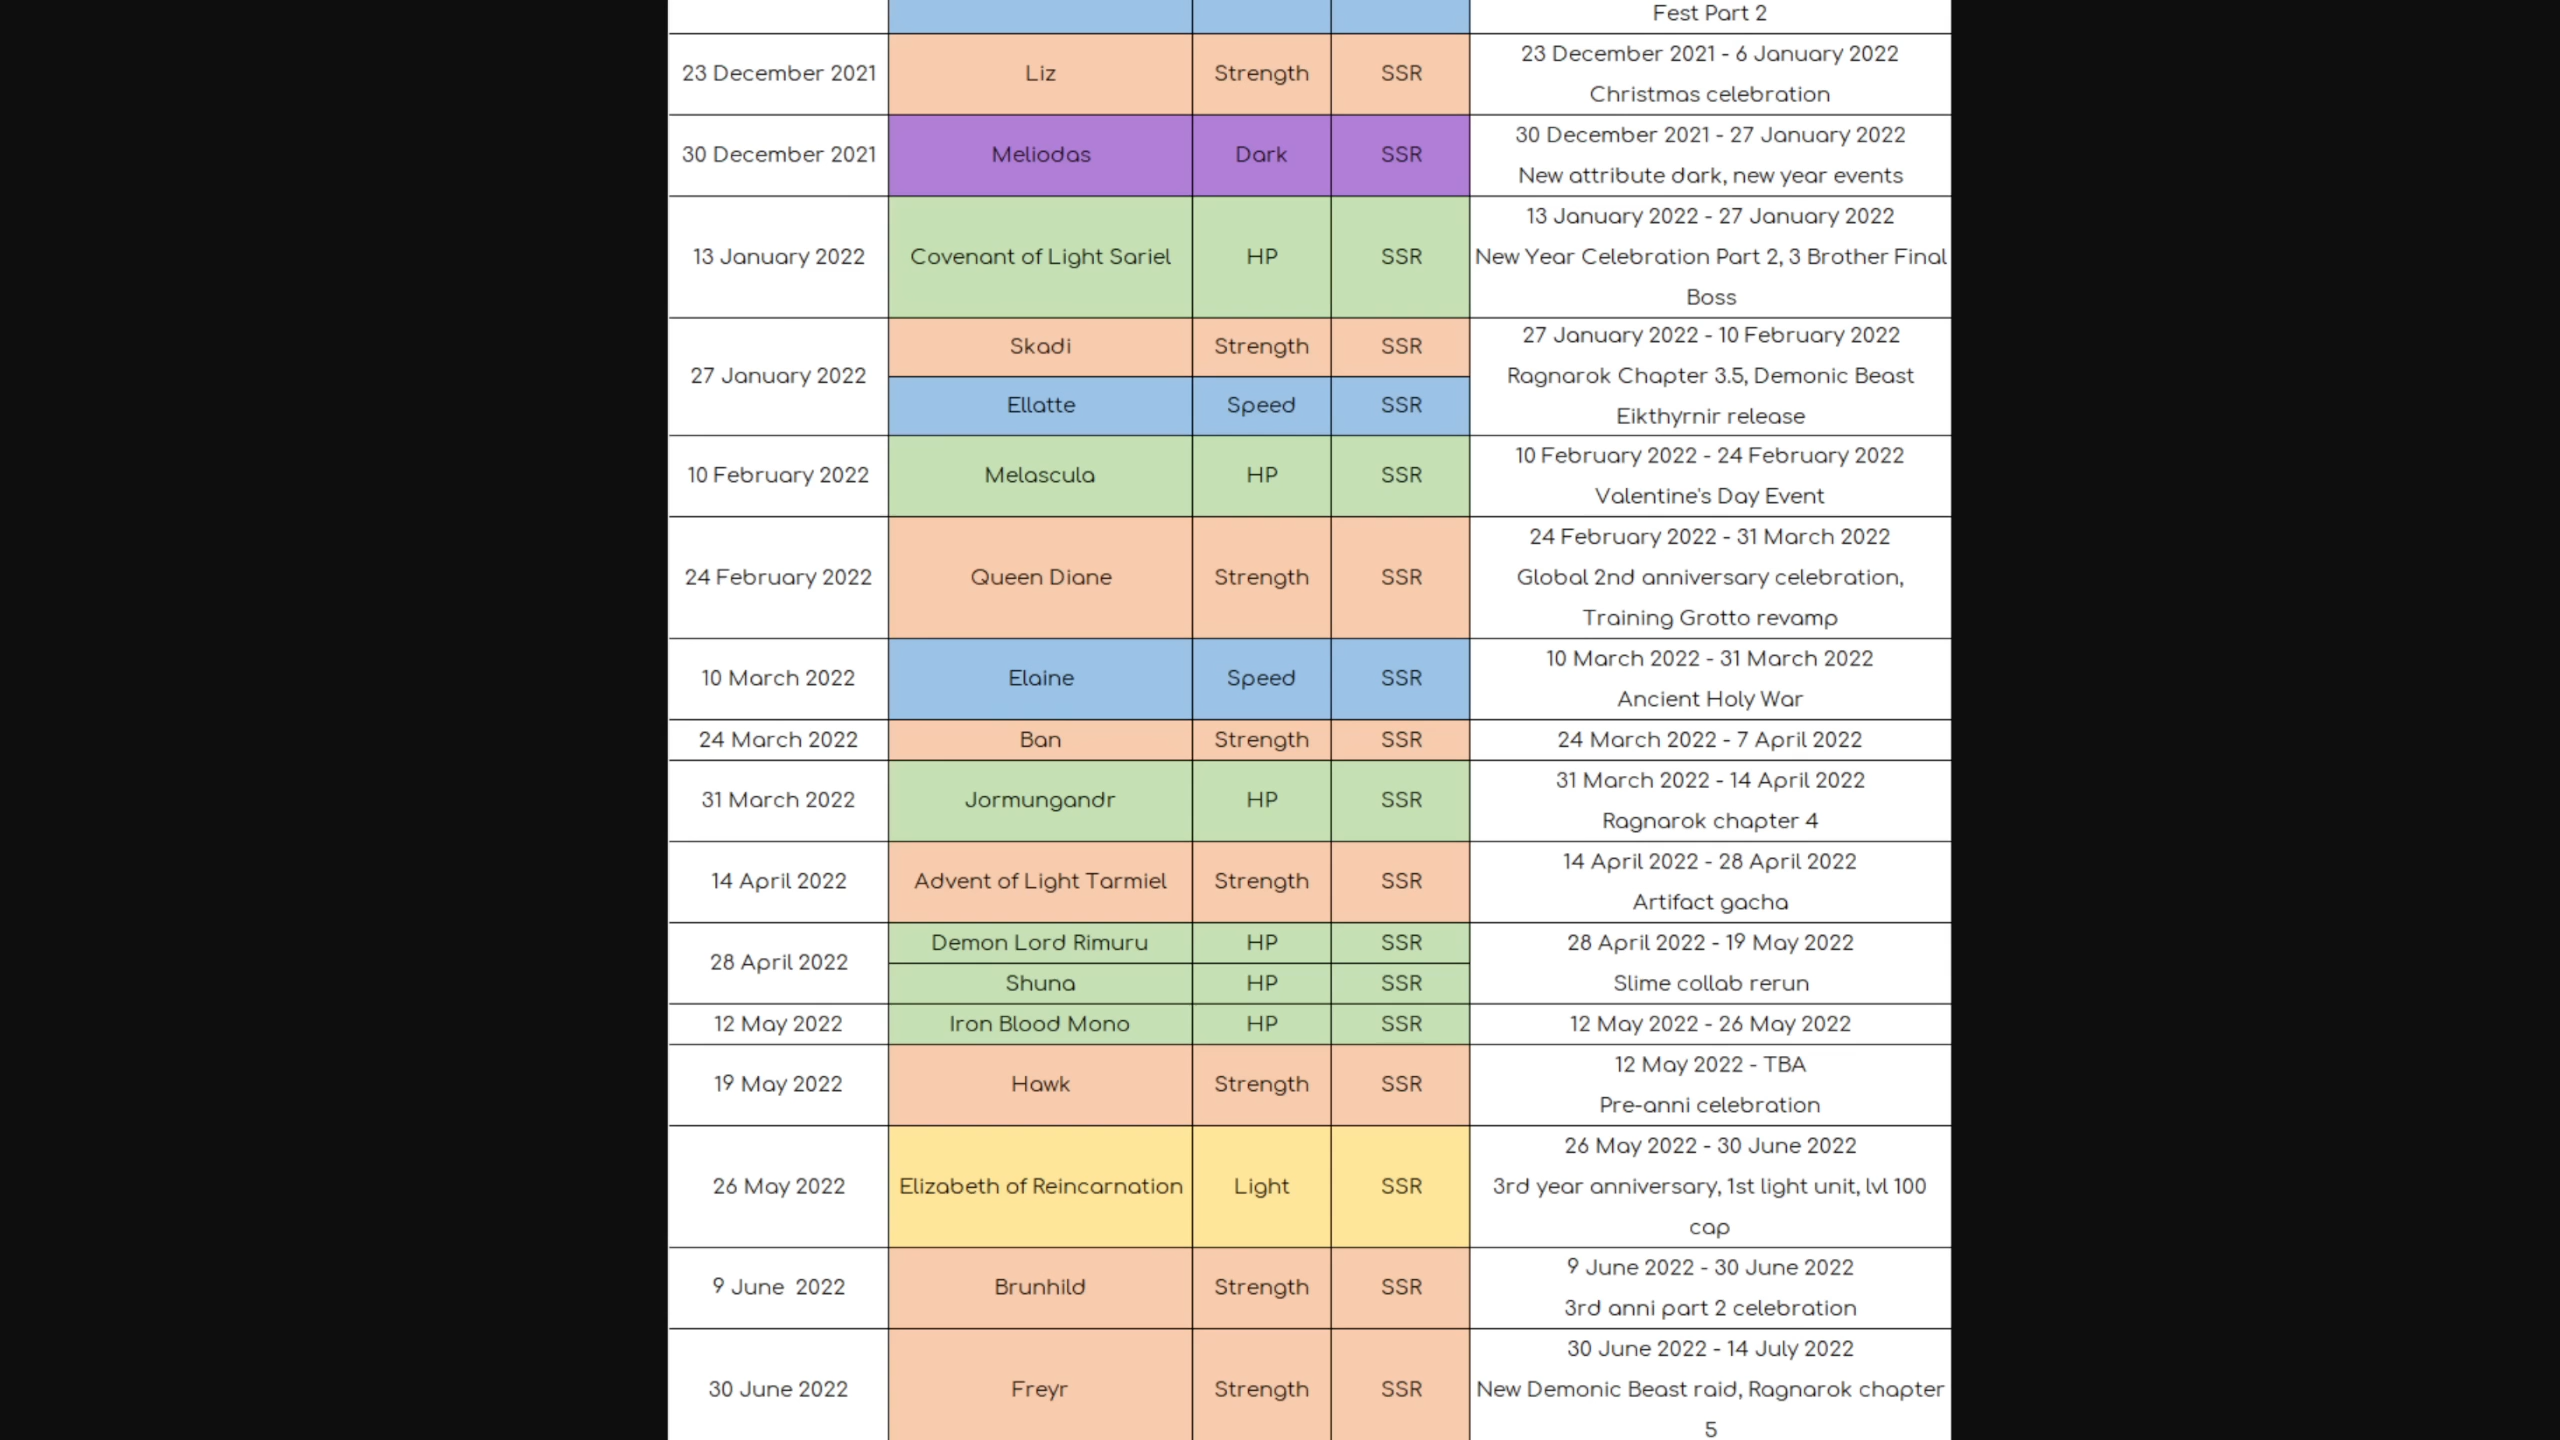 Fest Part 2
23 December 2021 Liz Strength SSR 23 December 2021 - 6 January 2022
Christmas celebration
30 December 2021 Meliodas Dark SSR 30 December 2021 - 27 January 2022
New attribute dark, new year events
13 January 2022 Covenant of Light Sariel HP SSR 13 January 2022 - 27 January 2022
New Year Celebration Part 2, 3 Brother Final
Boss
27 January 2022 Skadi Strength SSR 27 January 2022 - 10 February 2022
Ragnarok Chapter 3.5, Demonic Beast
Ellatte Speed SSR Eikthyrnir release
10 February 2022 Melascula HP SSR 10 February 2022 - 24 February 2022
Valentine's Day Event
24 February 2022 Queen Diane Strength SSR 24 February 2022 - 31 March 2022
Global 2nd anniversary celebration,
Training Grotto revamp
10 March 2022 Elaine Speed SSR 10 March 2022 - 31 March 2022
Ancient Holy War
24 March 2022 Ban Strength SSR 24 March 2022 - 7 April 2022
31 March 2022 Jormungandr HP SSR 31 March 2022 - 14 April 2022
Ragnarok chapter 4
14 April 2022 Advent of Light Tarmiel Strength SSR 14 April 2022 - 28 April 2022
Artifact gacha
28 April 2022 Demon Lord Rimuru HP SSR 28 April 2022 - 19 May 2022
Shuna HP SSR Slime collab rerun
12 May 2022 Iron Blood Mono HP SSR 12 May 2022 - 26 May 2022
19 May 2022 Hawk Strength SSR 12 May 2022 - TBA
Pre-anni celebration
26 May 2022 Elizabeth of Reincarnation Light SSR 26 May 2022 - 30 June 2022
3rd year anniversary, 1st light unit, lvl 100
cap
9 June 2022 Brunhild Strength SSR 9 June 2022 - 30 June 2022
3rd anni part 2 celebration
30 June 2022 Freyr Strength SSR 30 June 2022 - 14 July 2022
New Demonic Beast raid, Ragnarok chapter
5